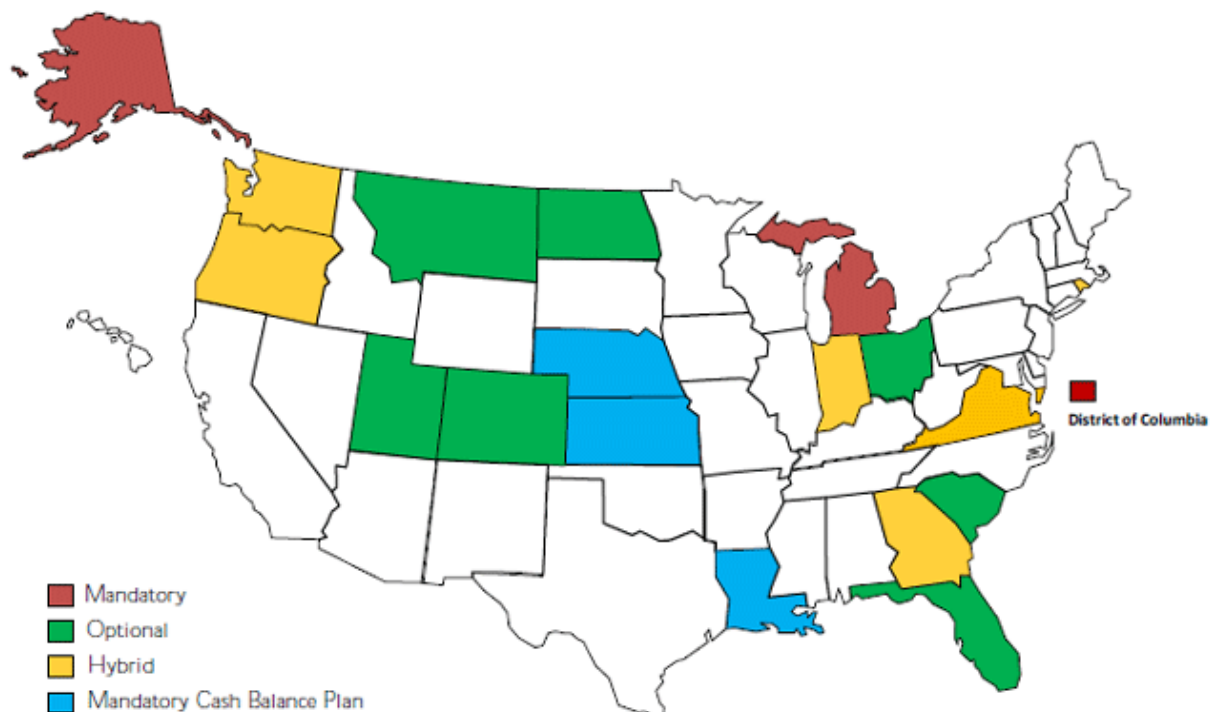 District of Columbia
Mandatory
Optional
Hybrid
Mandatory Cash Balance Plan